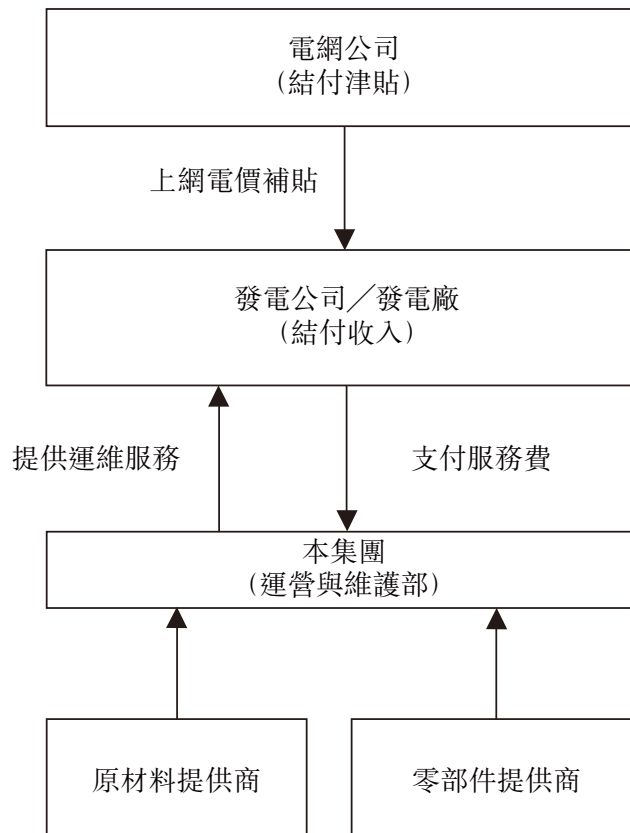 電網公司
(結付津貼)
上網電價補貼
發電公司／發電廠
(結付收入)
提供運維服務
支付服務費
本集團
(運營與維護部)
原材料提供商
零部件提供商